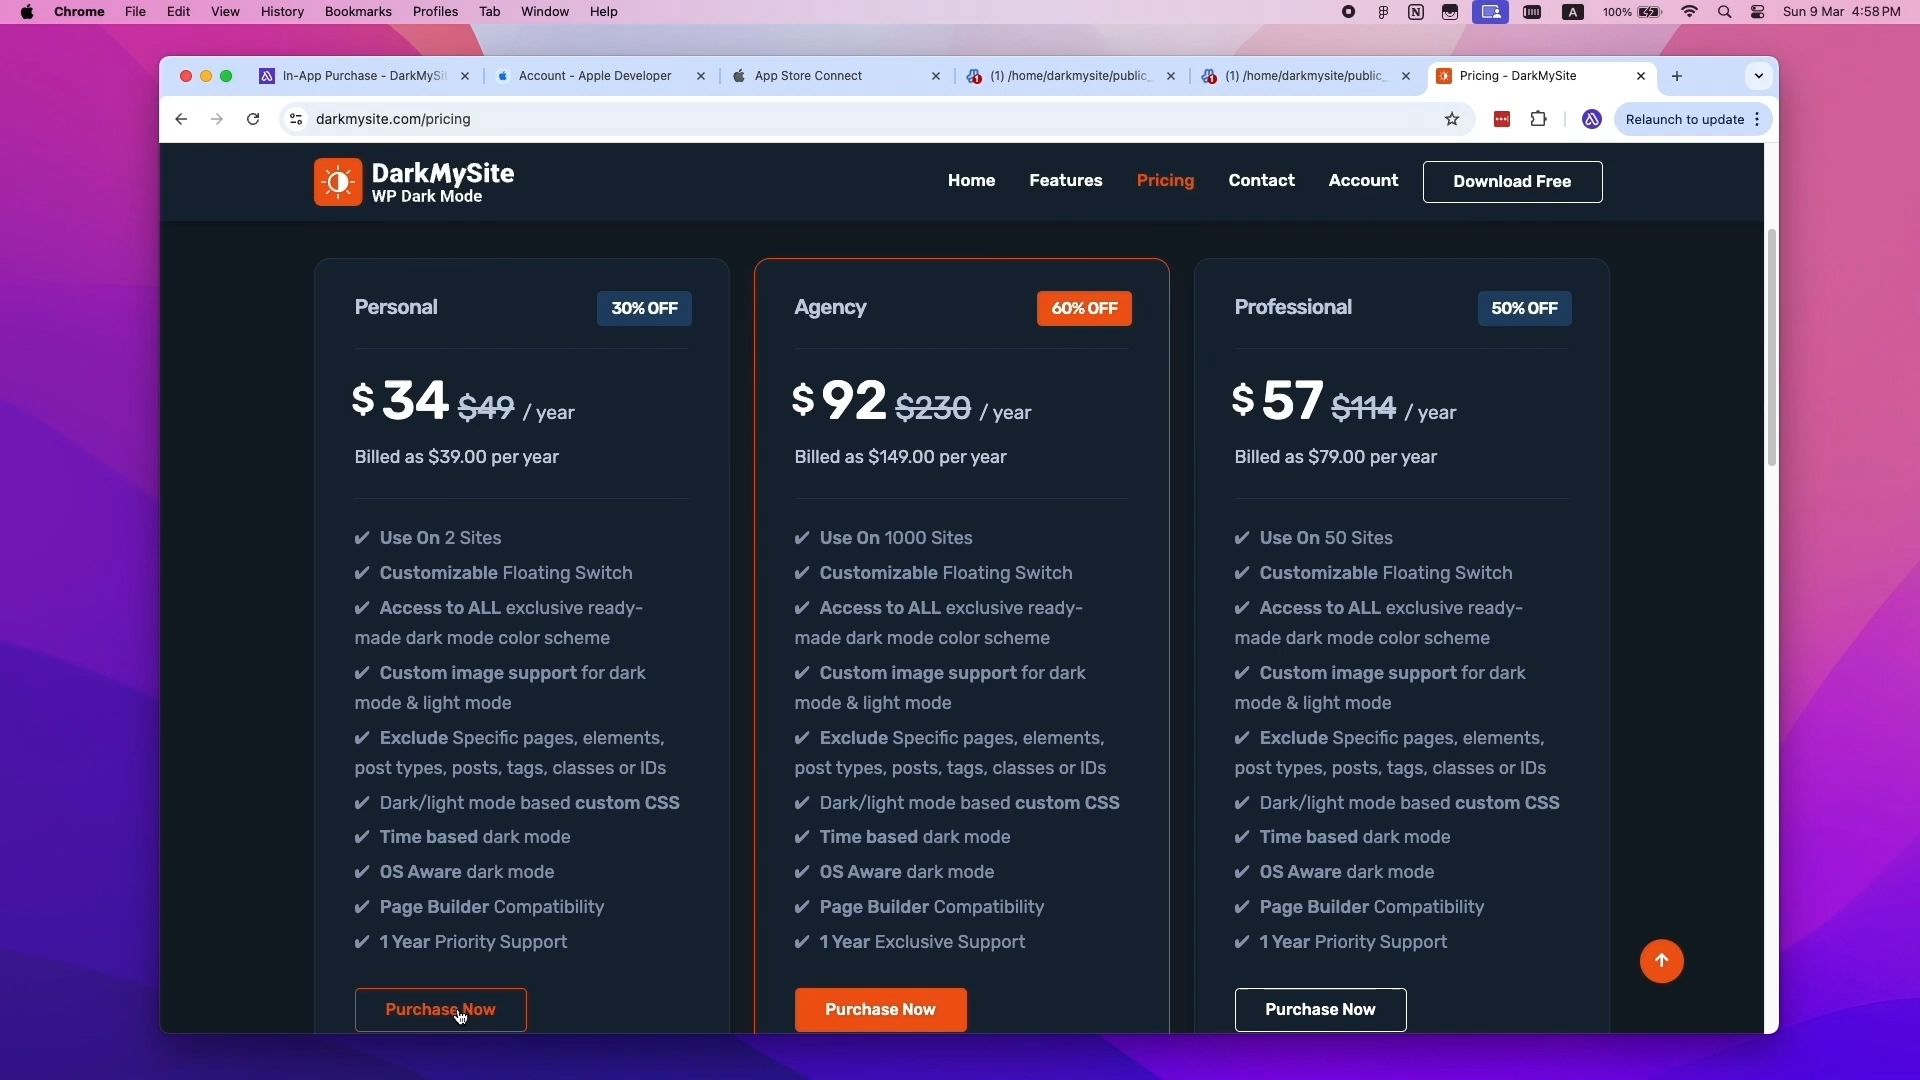 Chrome File Edit View History Bookmarks Profiles Tab Window Help A 100% Sun 9 Mar 4:58 PM
In-App Purchase - DarkMySit Account - Apple Developer App Store Connect (1) /home/darkmysite/public_ (1) /home/darkmysite/public_ Pricing - DarkMySite
darkmysite.com/pricing Relaunch to update
DarkMySite
WP Dark Mode
Home Features Pricing Contact Account Download Free
Personal 30% OFF
$34 $49 / year
Billed as $39.00 per year
✔ Use On 2 Sites
✔ Customizable Floating Switch
✔ Access to ALL exclusive ready-
made dark mode color scheme
✔ Custom image support for dark
mode & light mode
✔ Exclude Specific pages, elements,
post types, posts, tags, classes or IDs
✔ Dark/light mode based custom CSS
✔ Time based dark mode
✔ OS Aware dark mode
✔ Page Builder Compatibility
✔ 1 Year Priority Support
Purchase Now
Agency 60% OFF
$92 $230 / year
Billed as $149.00 per year
✔ Use On 1000 Sites
✔ Customizable Floating Switch
✔ Access to ALL exclusive ready-
made dark mode color scheme
✔ Custom image support for dark
mode & light mode
✔ Exclude Specific pages, elements,
post types, posts, tags, classes or IDs
✔ Dark/light mode based custom CSS
✔ Time based dark mode
✔ OS Aware dark mode
✔ Page Builder Compatibility
✔ 1 Year Exclusive Support
Purchase Now
Professional 50% OFF
$57 $114 / year
Billed as $79.00 per year
✔ Use On 50 Sites
✔ Customizable Floating Switch
✔ Access to ALL exclusive ready-
made dark mode color scheme
✔ Custom image support for dark
mode & light mode
✔ Exclude Specific pages, elements,
post types, posts, tags, classes or IDs
✔ Dark/light mode based custom CSS
✔ Time based dark mode
✔ OS Aware dark mode
✔ Page Builder Compatibility
✔ 1 Year Priority Support
Purchase Now